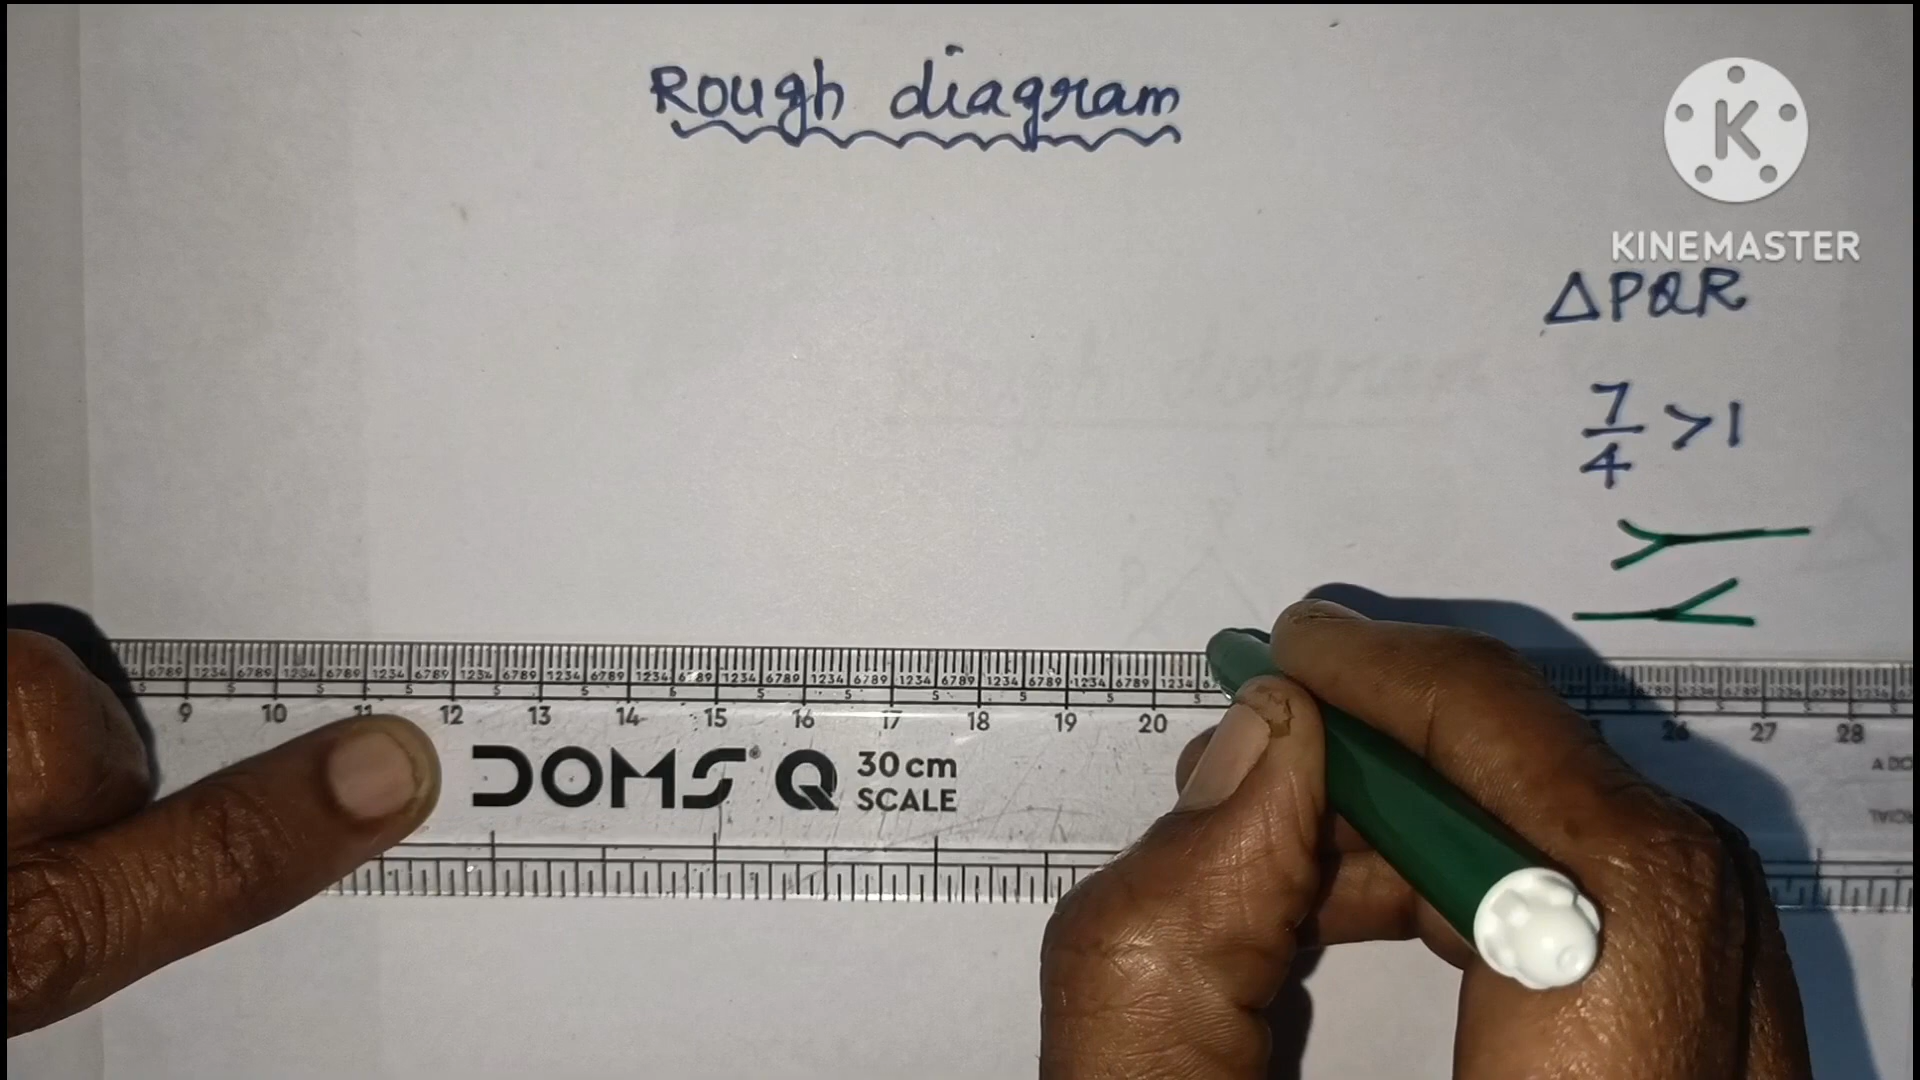 Rough diagram
K
KINEMASTER
△PQR
7/4 > 1
9 10 11 12 13 14 15 16 17 18 19 20 26 27 28
DOMS Q 30 cm
SCALE